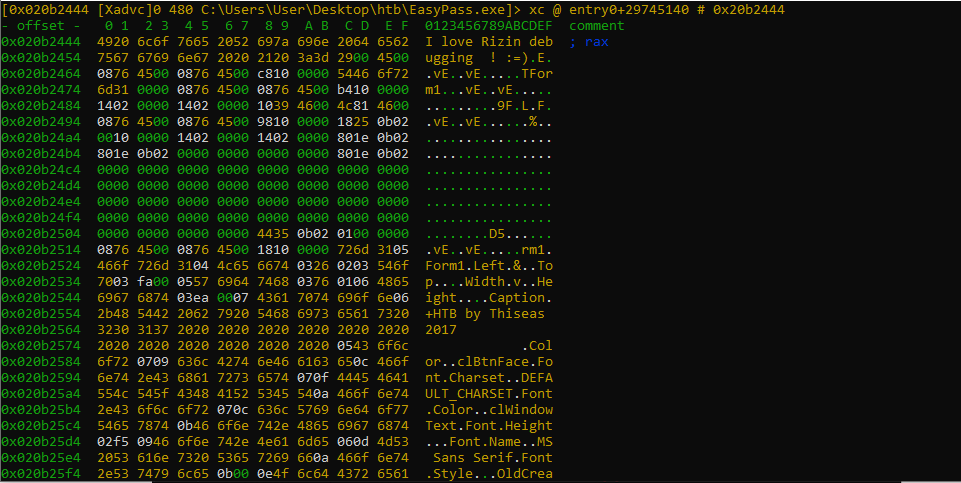 [0x020b2444 [Xadvc]0 480 C:\Users\User\Desktop\htb\EasyPass.exe]> xc @ entry0+29745140 # 0x20b2444
- offset -   0 1  2 3  4 5  6 7  8 9  A B  C D  E F  0123456789ABCDEF  comment
0x020b2444  4920 6c6f 7665 2052 697a 696e 2064 6562  I love Rizin deb  ; rax
0x020b2454  7567 6769 6e67 2020 2120 3a3d 2900 4500  ugging  ! :=).E.
0x020b2464  0876 4500 0876 4500 c810 0000 5446 6f72  .vE..vE.....TFor
0x020b2474  6d31 0000 0876 4500 0876 4500 b410 0000  m1...vE..vE.....
0x020b2484  1402 0000 1402 0000 1039 4600 4c81 4600  .........9F.L.F.
0x020b2494  0876 4500 0876 4500 9810 0000 1825 0b02  .vE..vE......%..
0x020b24a4  0010 0000 1402 0000 1402 0000 801e 0b02  ................
0x020b24b4  801e 0b02 0000 0000 0000 0000 801e 0b02  ................
0x020b24c4  0000 0000 0000 0000 0000 0000 0000 0000  ................
0x020b24d4  0000 0000 0000 0000 0000 0000 0000 0000  ................
0x020b24e4  0000 0000 0000 0000 0000 0000 0000 0000  ................
0x020b24f4  0000 0000 0000 0000 0000 0000 0000 0000  ................
0x020b2504  0000 0000 0000 0000 4435 0b02 0100 0000  ........D5......
0x020b2514  0876 4500 0876 4500 1810 0000 726d 3105  .vE..vE.....rm1.
0x020b2524  466f 726d 3104 4c65 6674 0326 0203 546f  Form1.Left.&..To
0x020b2534  7003 fa00 0557 6964 7468 0376 0106 4865  p....Width.v..He
0x020b2544  6967 6874 03ea 0007 4361 7074 696f 6e06  ight....Caption.
0x020b2554  2b48 5442 2062 7920 5468 6973 6561 7320  +HTB by Thiseas 
0x020b2564  3230 3137 2020 2020 2020 2020 2020 2020  2017
0x020b2574  2020 2020 2020 2020 2020 2020 0543 6f6c              .Col
0x020b2584  6f72 0709 636c 4274 6e46 6163 650c 466f  or..clBtnFace.Fo
0x020b2594  6e74 2e43 6861 7273 6574 070f 4445 4641  nt.Charset..DEFA
0x020b25a4  554c 545f 4348 4152 5345 540a 466f 6e74  ULT_CHARSET.Font
0x020b25b4  2e43 6f6c 6f72 070c 636c 5769 6e64 6f77  .Color..clWindow
0x020b25c4  5465 7874 0b46 6f6e 742e 4865 6967 6874  Text.Font.Height
0x020b25d4  02f5 0946 6f6e 742e 4e61 6d65 060d 4d53  ...Font.Name..MS
0x020b25e4  2053 616e 7320 5365 7269 660a 466f 6e74   Sans Serif.Font
0x020b25f4  2e53 7479 6c65 0b00 0e4f 6c64 4372 6561  .Style...OldCrea